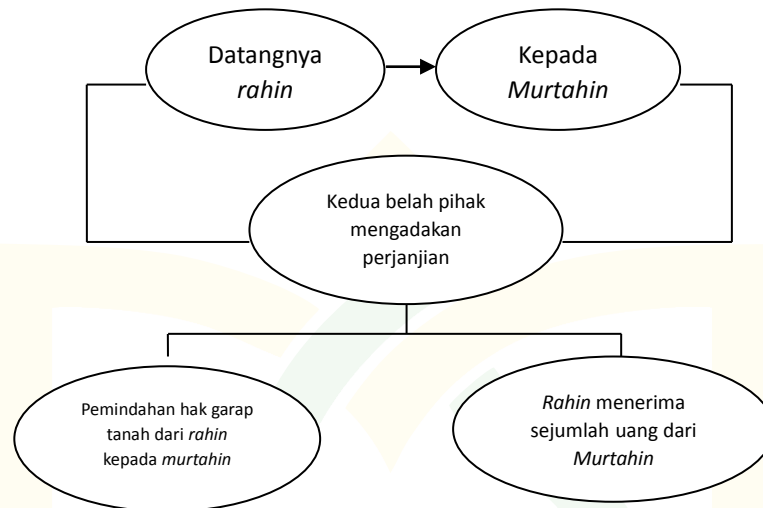 Datangnya
rahin
Kepada
Murtahin
Kedua belah pihak
mengadakan
perjanjian
Pemindahan hak garap
tanah dari rahin
kepada murtahin
Rahin menerima
sejumlah uang dari
Murtahin